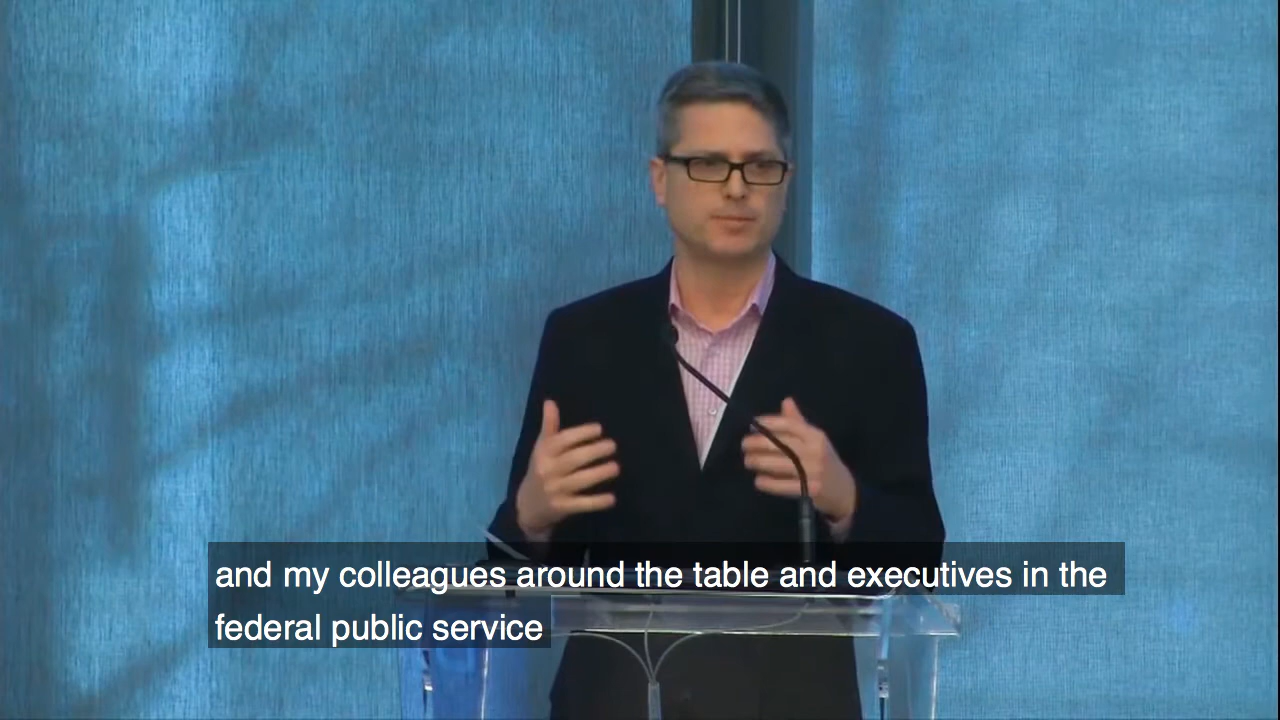 and my colleagues around the table and executives in the
federal public service